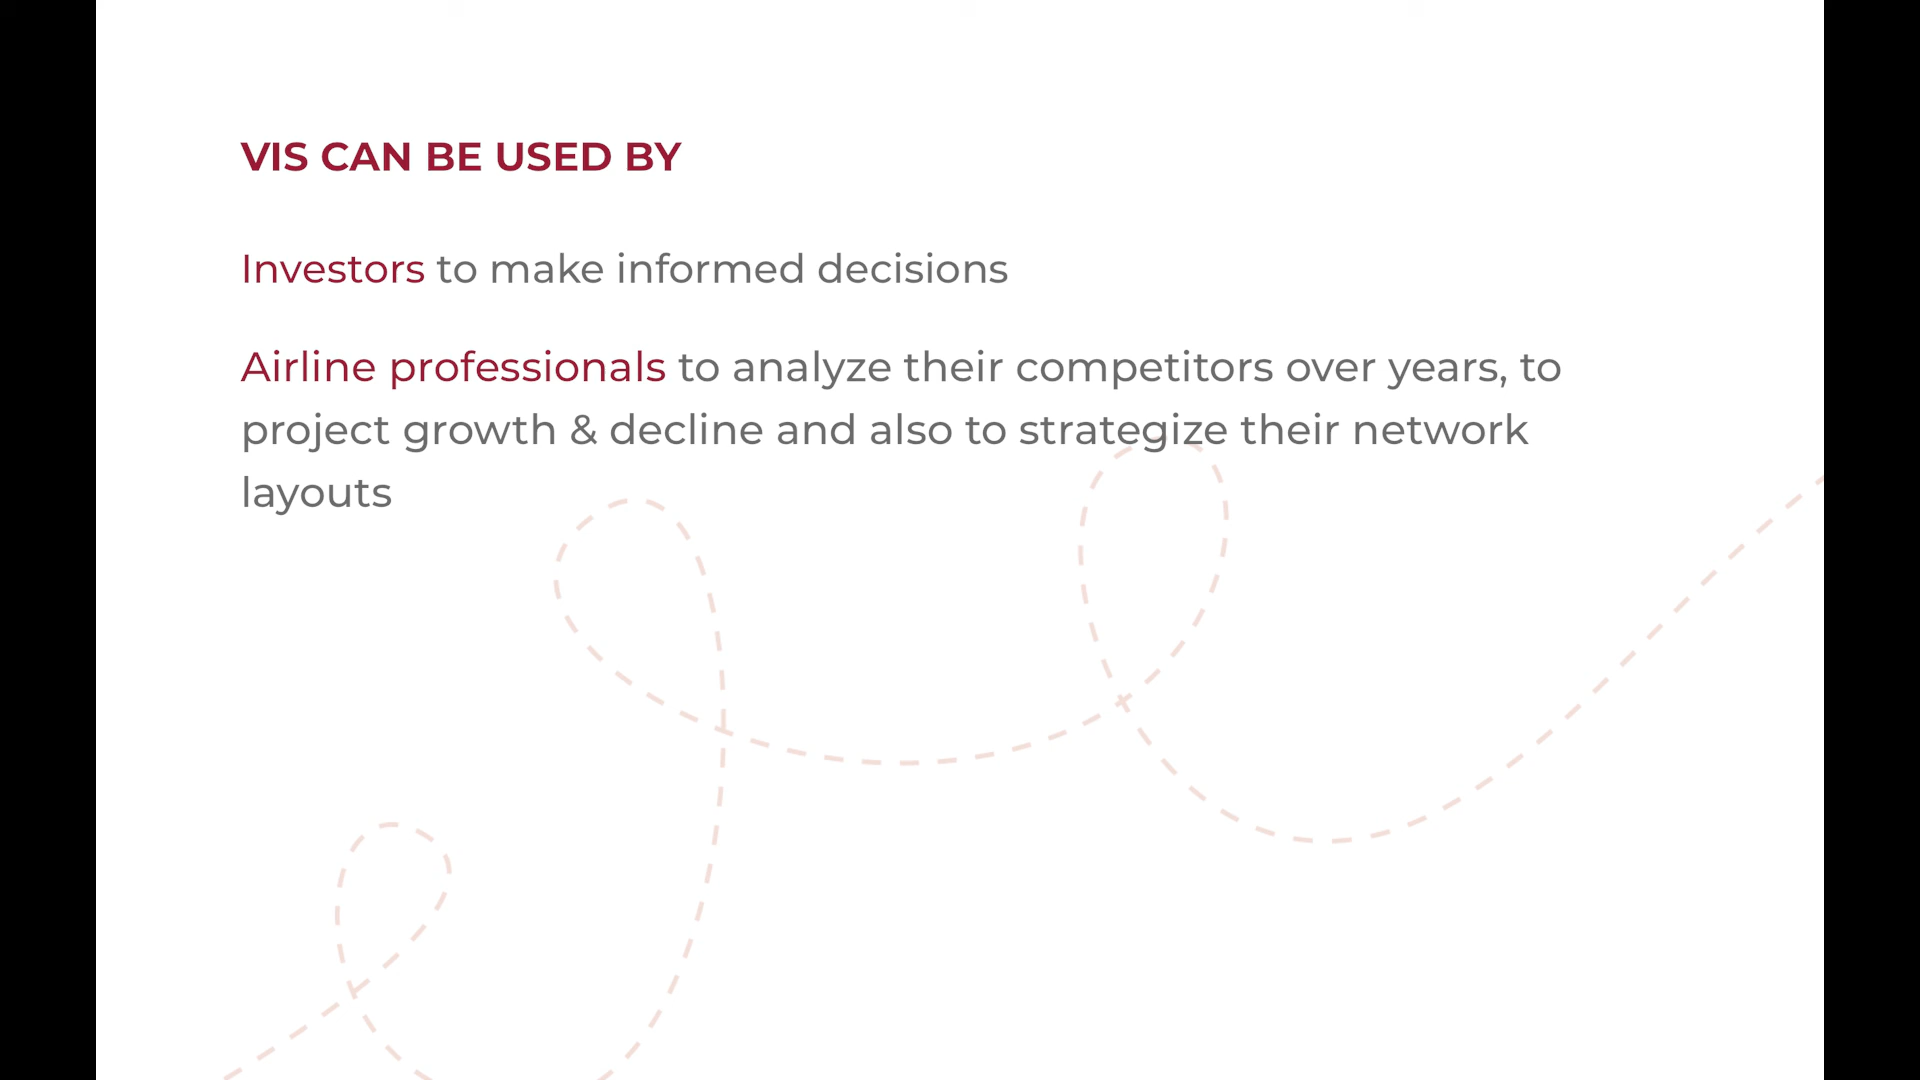 VIS CAN BE USED BY
Investors to make informed decisions
Airline professionals to analyze their competitors over years, to
project growth & decline and also to strategize their network
layouts